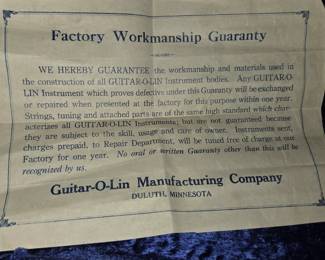 Factory Workmanship Guaranty
WE HEREBY GUARANTEE the workmanship and materials used in
the construction of all GUITAR-O-LIN Instrument bodies. Any GUITAR-O-
LIN Instrument which proves defective under this Guaranty will be exchanged
or repaired when presented at the factory for this purpose within one year.
Strings, tuning and attached parts are of the same high standard which char-
acterizes all GUITAR-O-LIN Instruments; but are not guaranteed because
they are subject to the skill, usage and care of owner. Instruments sent,
charges prepaid, to Repair Department, will be tuned free of charge at our
Factory for one year. No oral or written Guaranty other than this will be
recognized by us.
Guitar-O-Lin Manufacturing Company
DULUTH, MINNESOTA